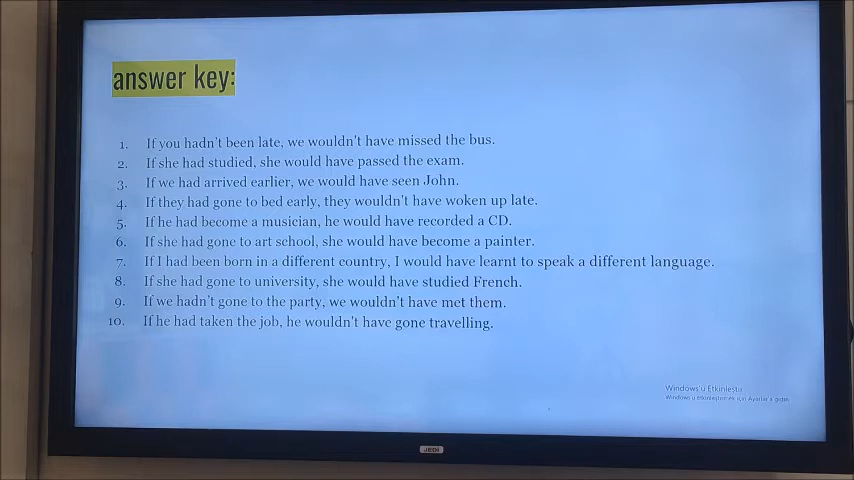 answer key:
1. If you hadn't been late, we wouldn't have missed the bus.
2. If she had studied, she would have passed the exam.
3. If we had arrived earlier, we would have seen John.
4. If they had gone to bed early, they wouldn't have woken up late.
5. If he had become a musician, he would have recorded a CD.
6. If she had gone to art school, she would have become a painter.
7. If I had been born in a different country, I would have learnt to speak a different language.
8. If she had gone to university, she would have studied French.
9. If we hadn't gone to the party, we wouldn't have met them.
10. If he had taken the job, he wouldn't have gone travelling.
Windows'u Etkinleştir
Windows'u etkinleştirmek için Ayarlar'a gidin.
JEDI